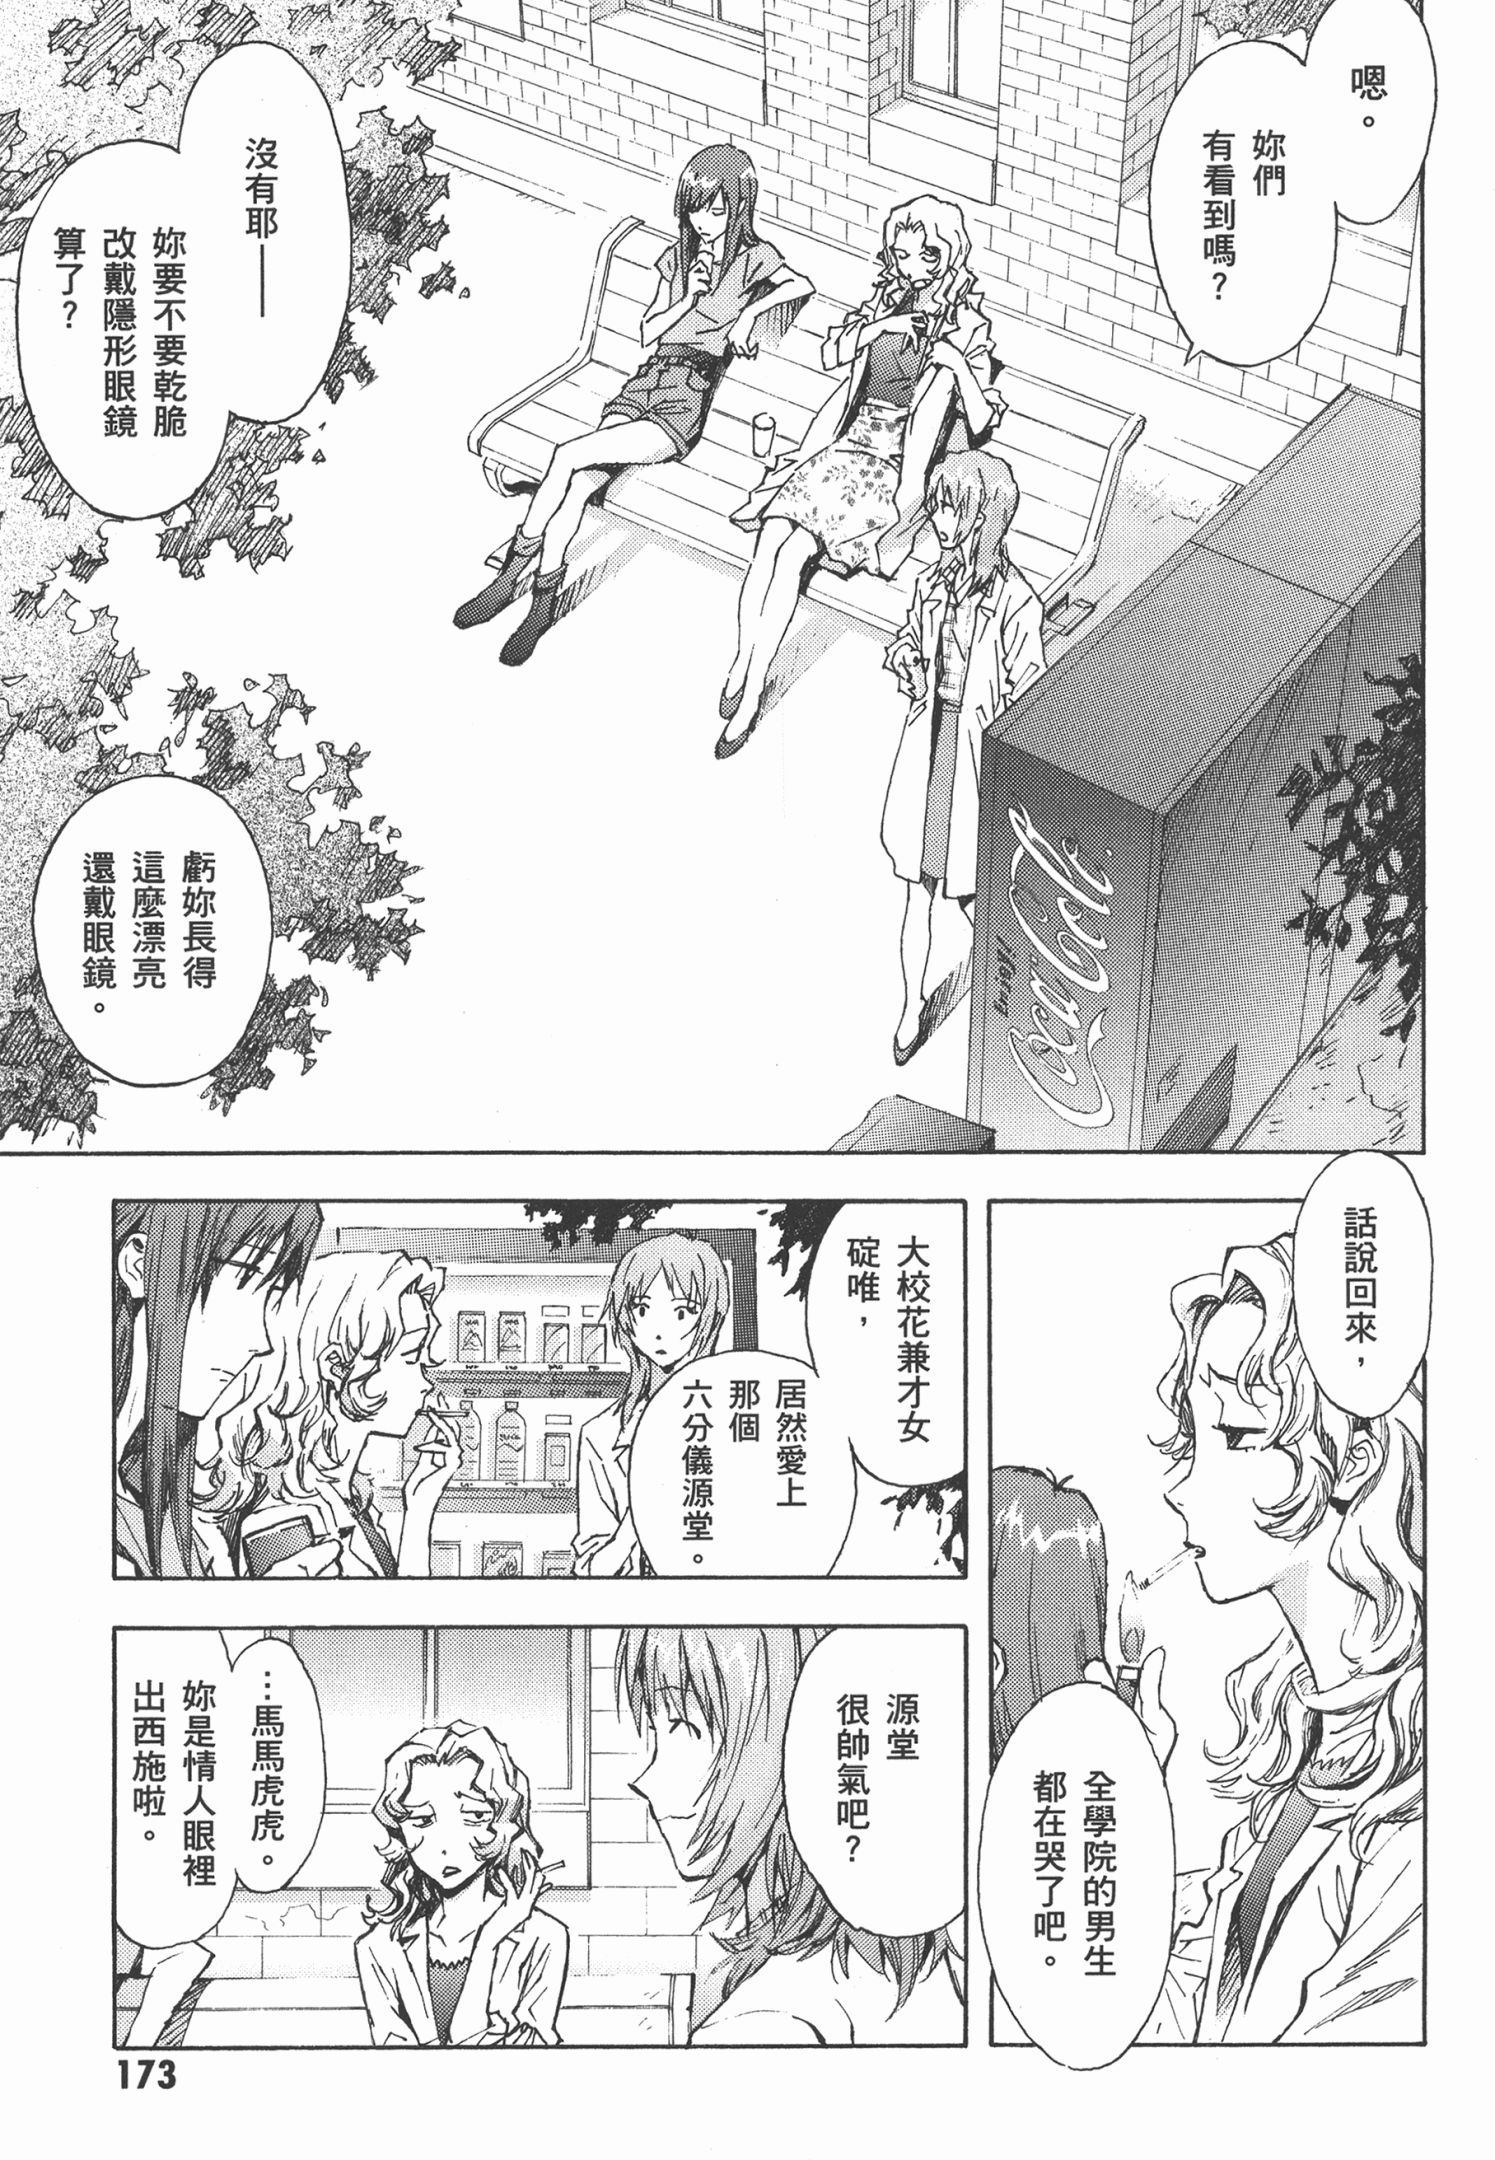 嗯。
妳們
有看到嗎？
沒有耶——
妳要不要乾脆
改戴隱形眼鏡
算了？
虧妳長得
這麼漂亮
還戴眼鏡。
Enjoy
Coca-Cola
話說回來，
全學院的男生
都在哭了吧。
大校花兼才女
碇唯，
居然愛上
那個
六分儀源堂。
源堂
很帥氣吧？
…馬馬虎虎。
妳是情人眼裡
出西施啦。
173